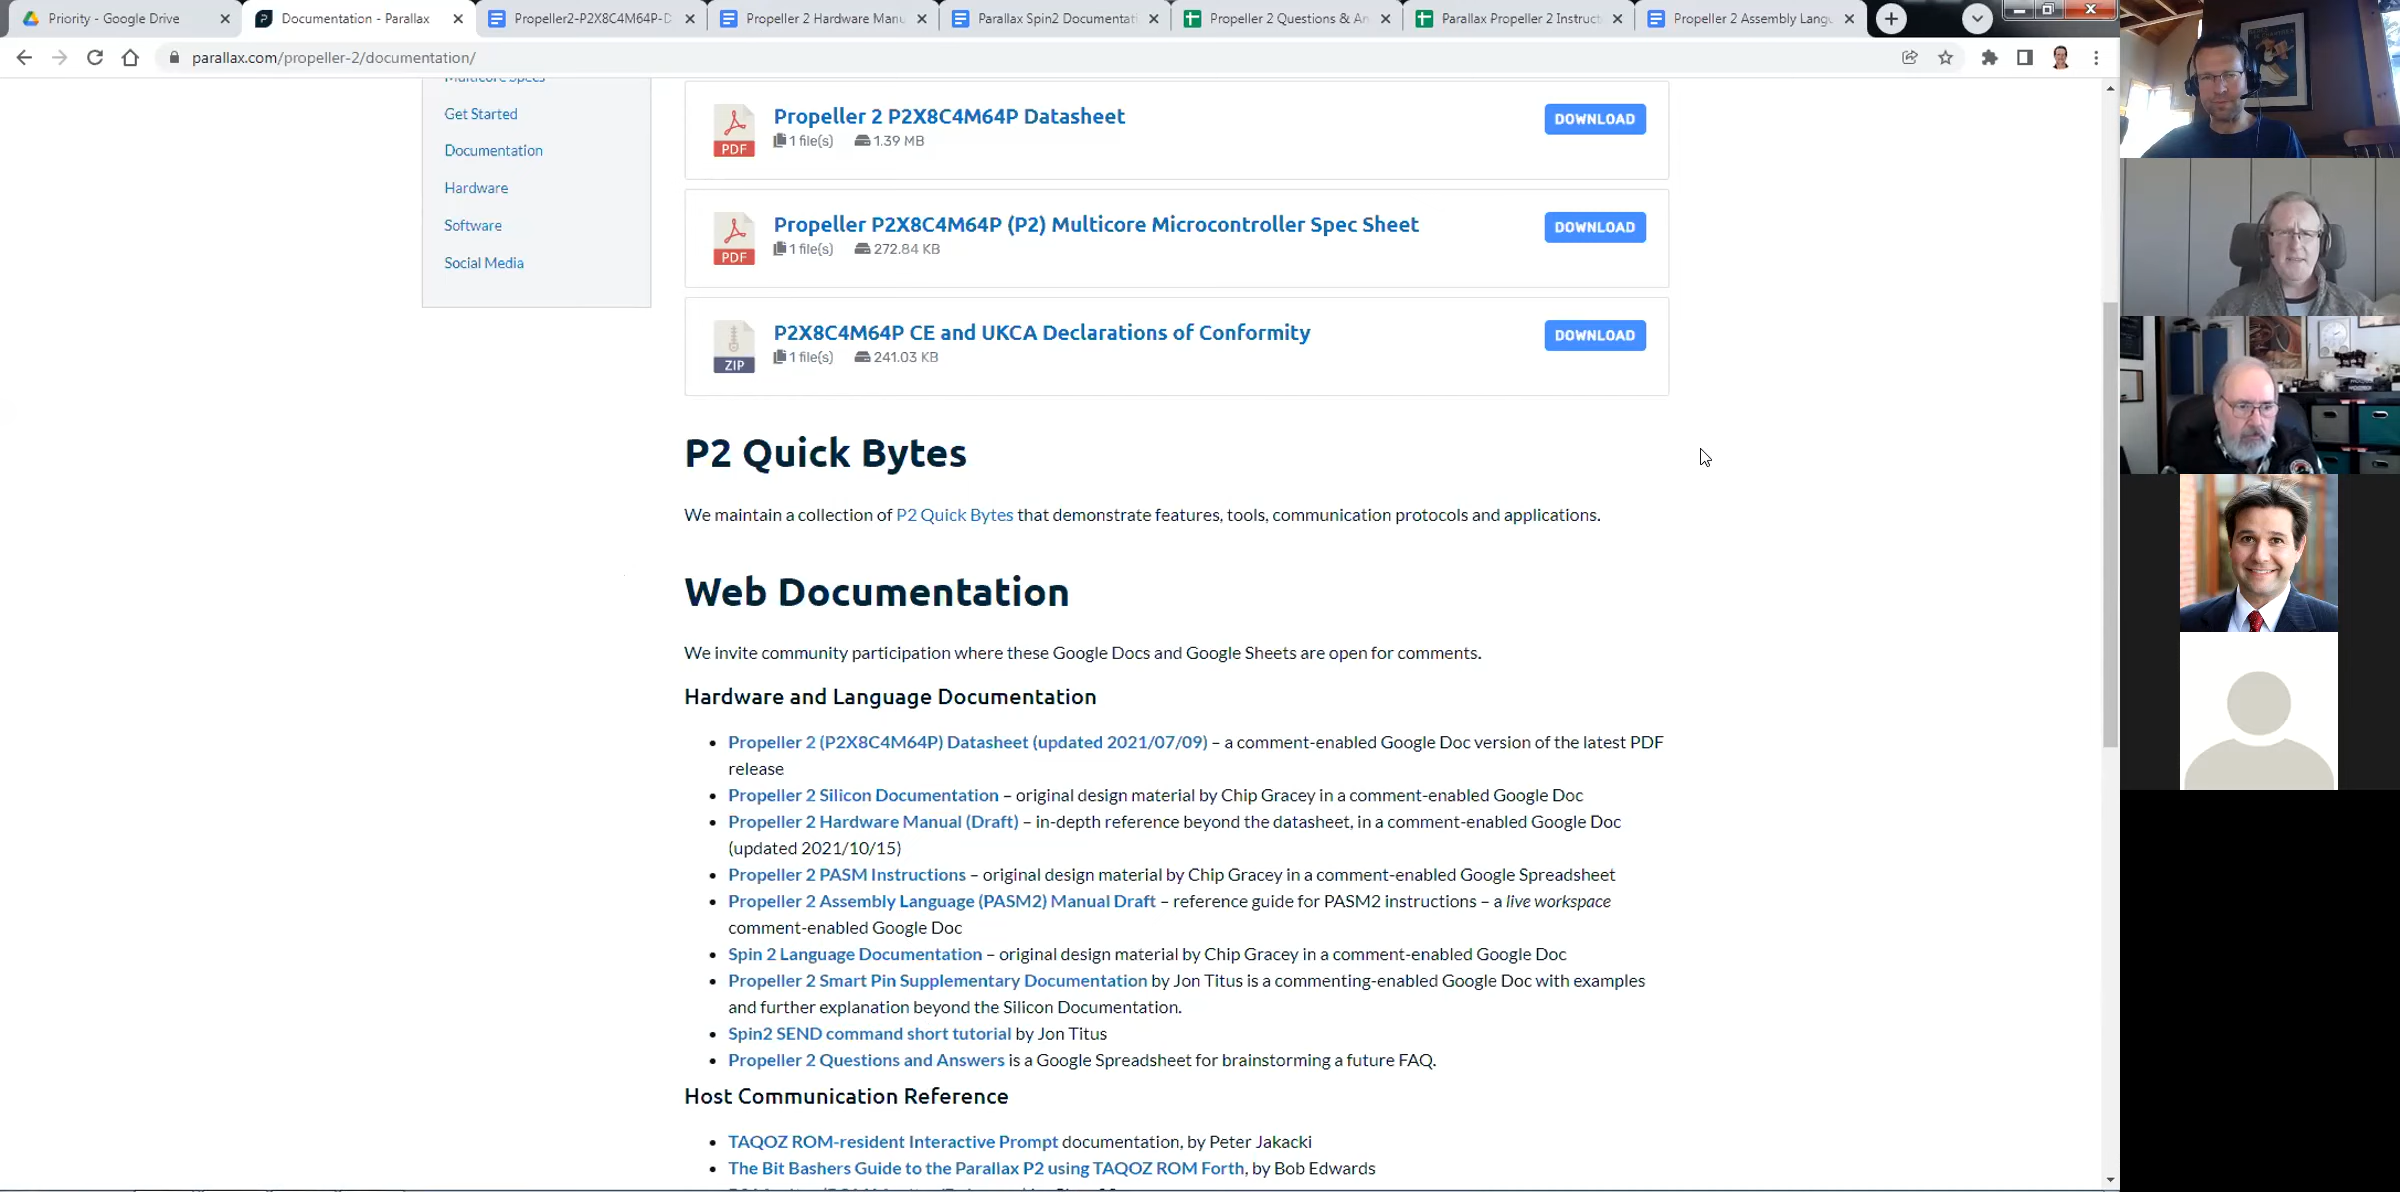 Priority - Google Drive
Documentation - Parallax
Propeller2-P2X8C4M64P-D
Propeller 2 Hardware Manu
Parallax Spin2 Documentati
Propeller 2 Questions & An
Parallax Propeller 2 Instruct
Propeller 2 Assembly Langu
parallax.com/propeller-2/documentation/
Multicore Specs
Get Started
Documentation
Hardware
Software
Social Media
PDF
Propeller 2 P2X8C4M64P Datasheet
1 file(s) 1.39 MB
DOWNLOAD
PDF
Propeller P2X8C4M64P (P2) Multicore Microcontroller Spec Sheet
1 file(s) 272.84 KB
DOWNLOAD
ZIP
P2X8C4M64P CE and UKCA Declarations of Conformity
1 file(s) 241.03 KB
DOWNLOAD
P2 Quick Bytes
We maintain a collection of P2 Quick Bytes that demonstrate features, tools, communication protocols and applications.
Web Documentation
We invite community participation where these Google Docs and Google Sheets are open for comments.
Hardware and Language Documentation
• Propeller 2 (P2X8C4M64P) Datasheet (updated 2021/07/09) – a comment-enabled Google Doc version of the latest PDF
release
• Propeller 2 Silicon Documentation – original design material by Chip Gracey in a comment-enabled Google Doc
• Propeller 2 Hardware Manual (Draft) – in-depth reference beyond the datasheet, in a comment-enabled Google Doc
(updated 2021/10/15)
• Propeller 2 PASM Instructions – original design material by Chip Gracey in a comment-enabled Google Spreadsheet
• Propeller 2 Assembly Language (PASM2) Manual Draft – reference guide for PASM2 instructions – a live workspace
comment-enabled Google Doc
• Spin 2 Language Documentation – original design material by Chip Gracey in a comment-enabled Google Doc
• Propeller 2 Smart Pin Supplementary Documentation by Jon Titus is a commenting-enabled Google Doc with examples
and further explanation beyond the Silicon Documentation.
• Spin2 SEND command short tutorial by Jon Titus
• Propeller 2 Questions and Answers is a Google Spreadsheet for brainstorming a future FAQ.
Host Communication Reference
• TAQOZ ROM-resident Interactive Prompt documentation, by Peter Jakacki
• The Bit Bashers Guide to the Parallax P2 using TAQOZ ROM Forth, by Bob Edwards